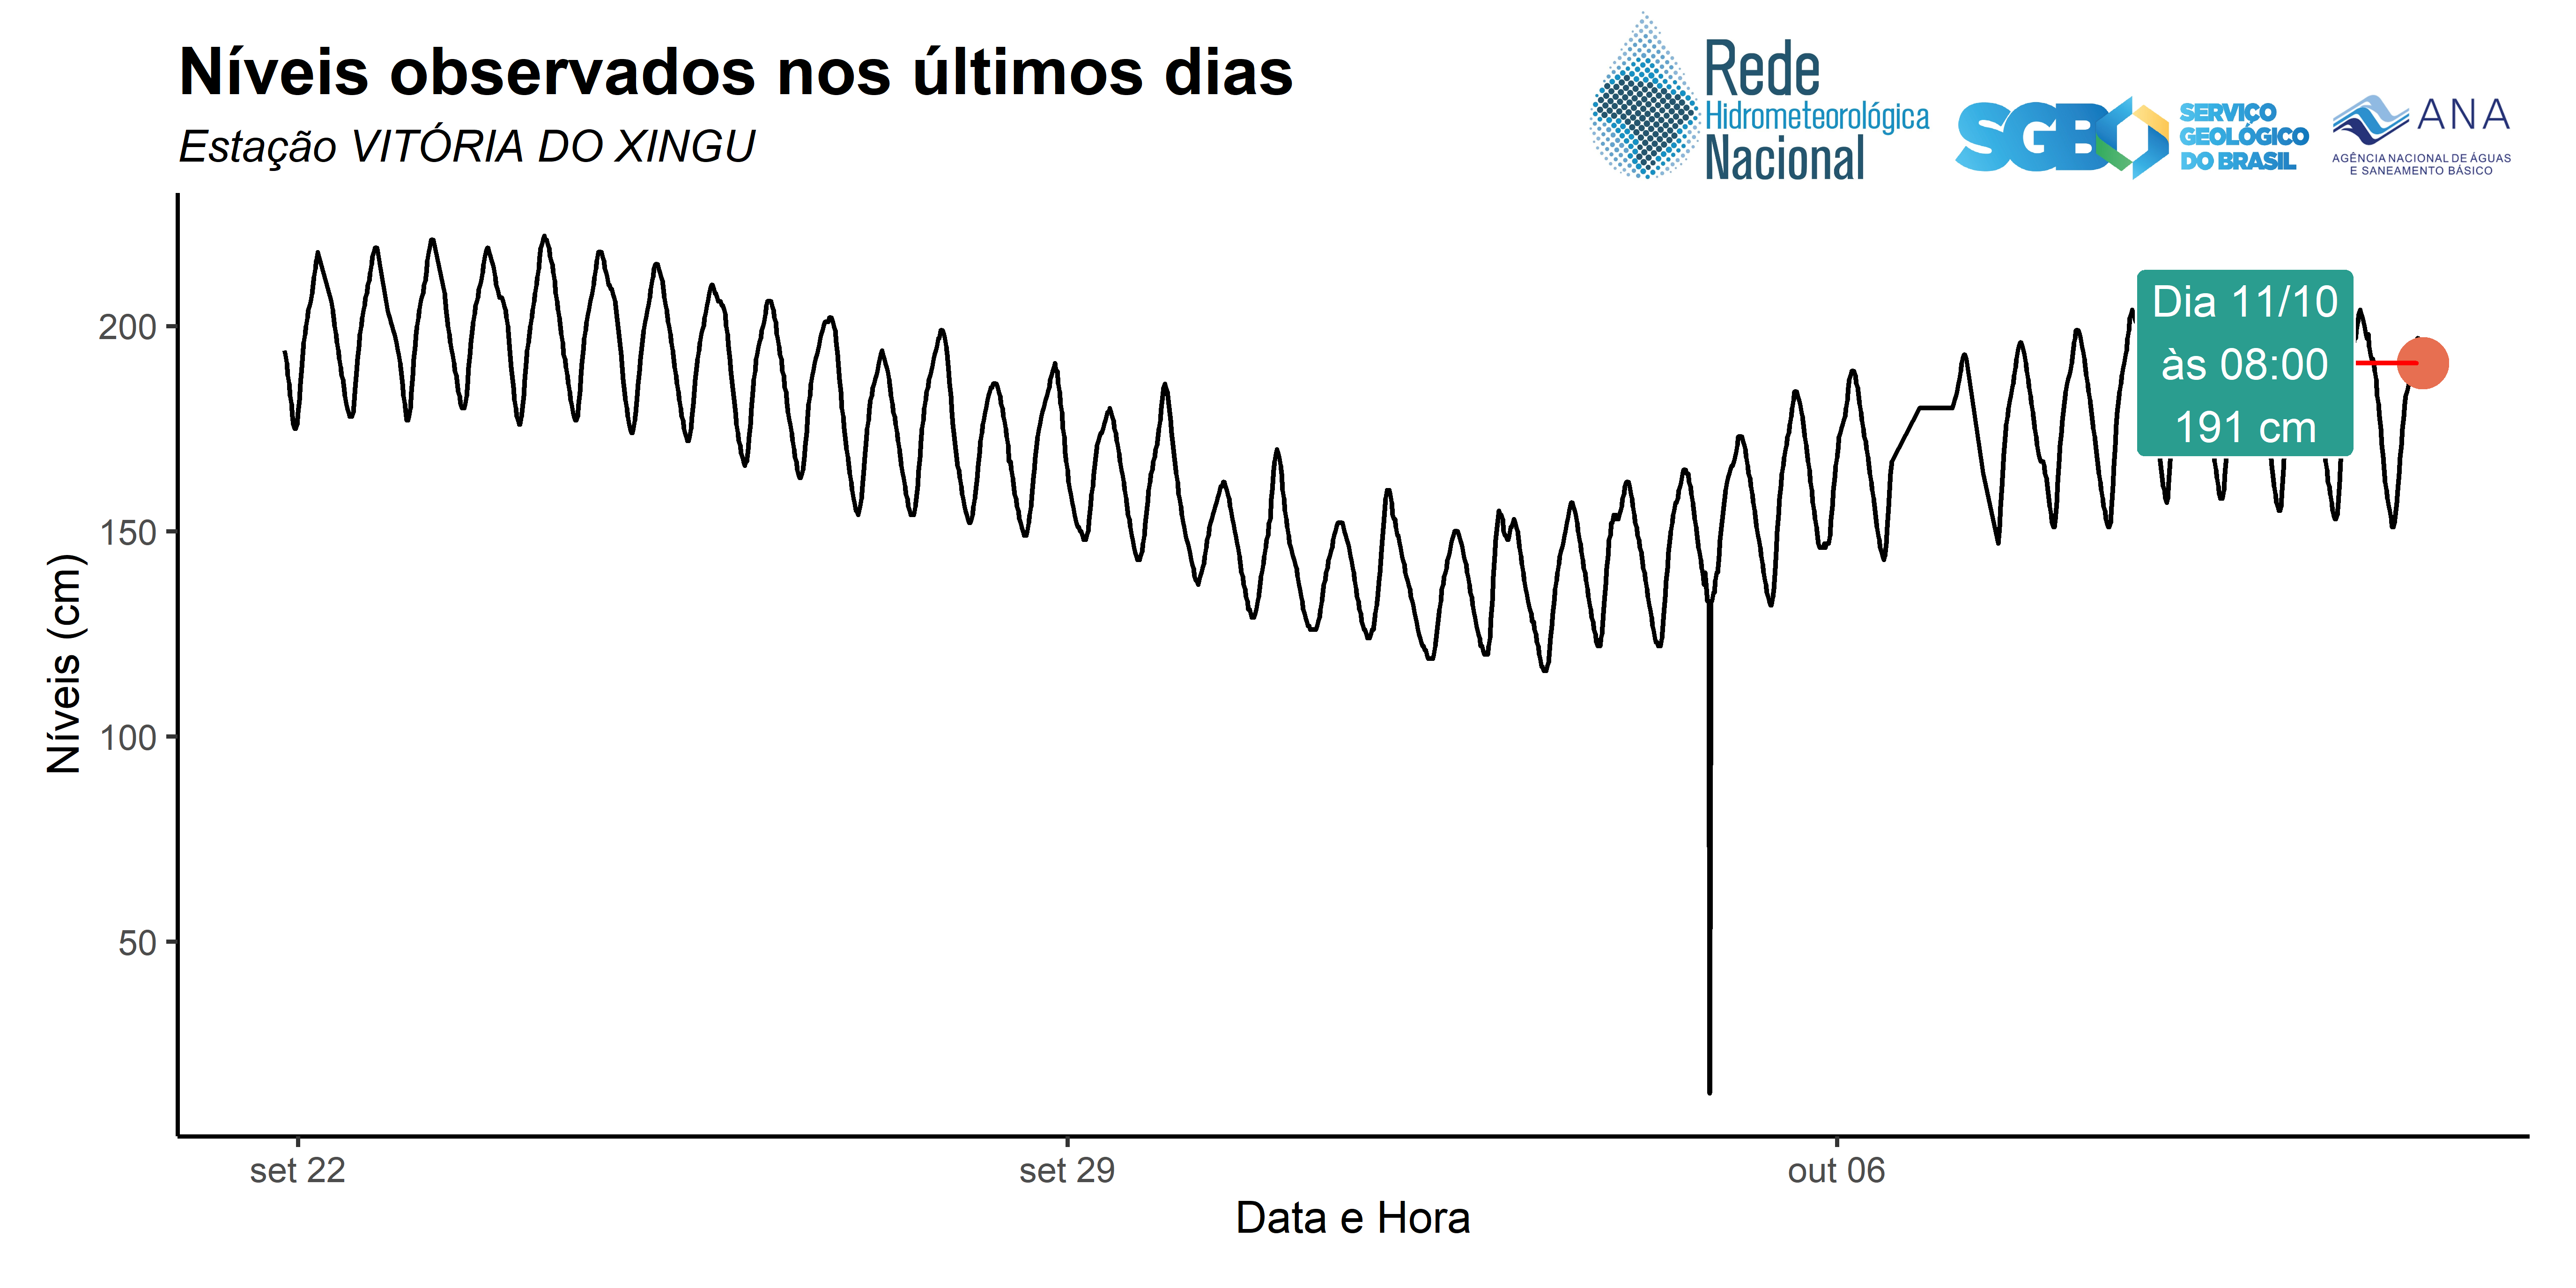 Níveis observados nos últimos dias
Estação VITÓRIA DO XINGU
Rede
Hidrometeorológica
Nacional
SGB
SERVIÇO
GEOLÓGICO
DO BRASIL
ANA
AGÊNCIA NACIONAL DE ÁGUAS
E SANEAMENTO BÁSICO
Níveis (cm)
200
150
100
50
Dia 11/10
às 08:00
191 cm
set 22
set 29
out 06
Data e Hora